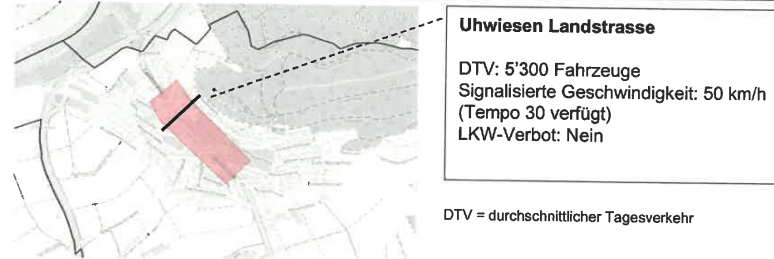 Uhwiesen Landstrasse
DTV: 5'300 Fahrzeuge
Signalisierte Geschwindigkeit: 50 km/h
(Tempo 30 verfügt)
LKW-Verbot: Nein
DTV = durchschnittlicher Tagesverkehr